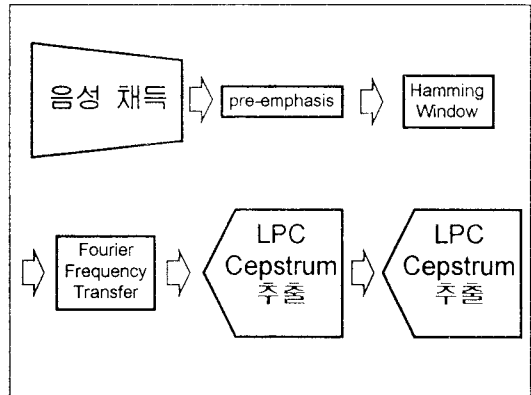 음성 채득
pre-emphasis
Hamming
Window
Fourier
Frequency
Transfer
LPC
Cepstrum
추출
LPC
Cepstrum
추출